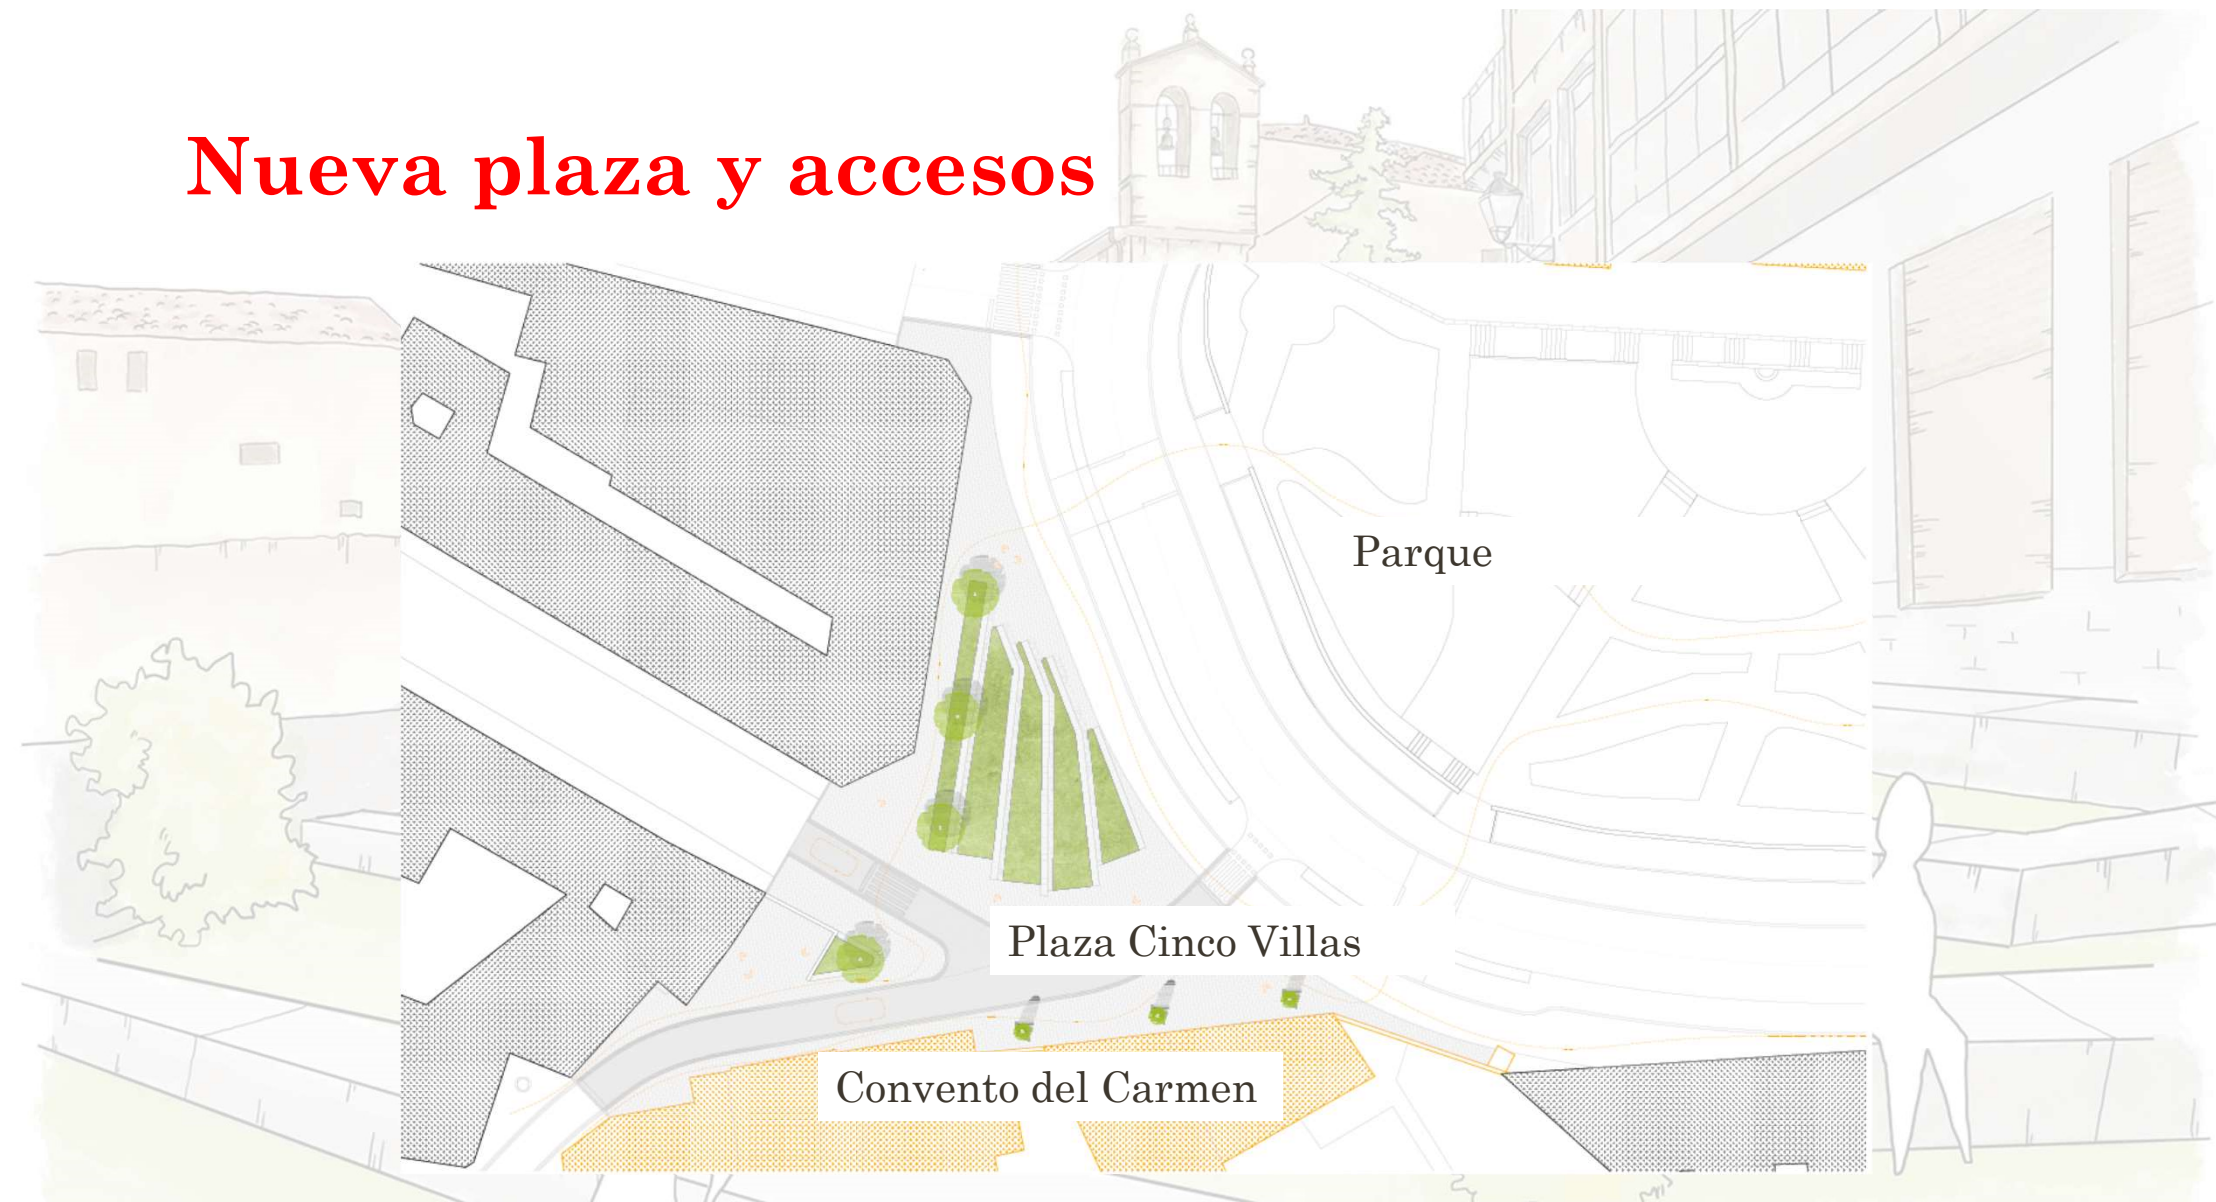 Nueva plaza y accesos
Parque
Plaza Cinco Villas
Convento del Carmen